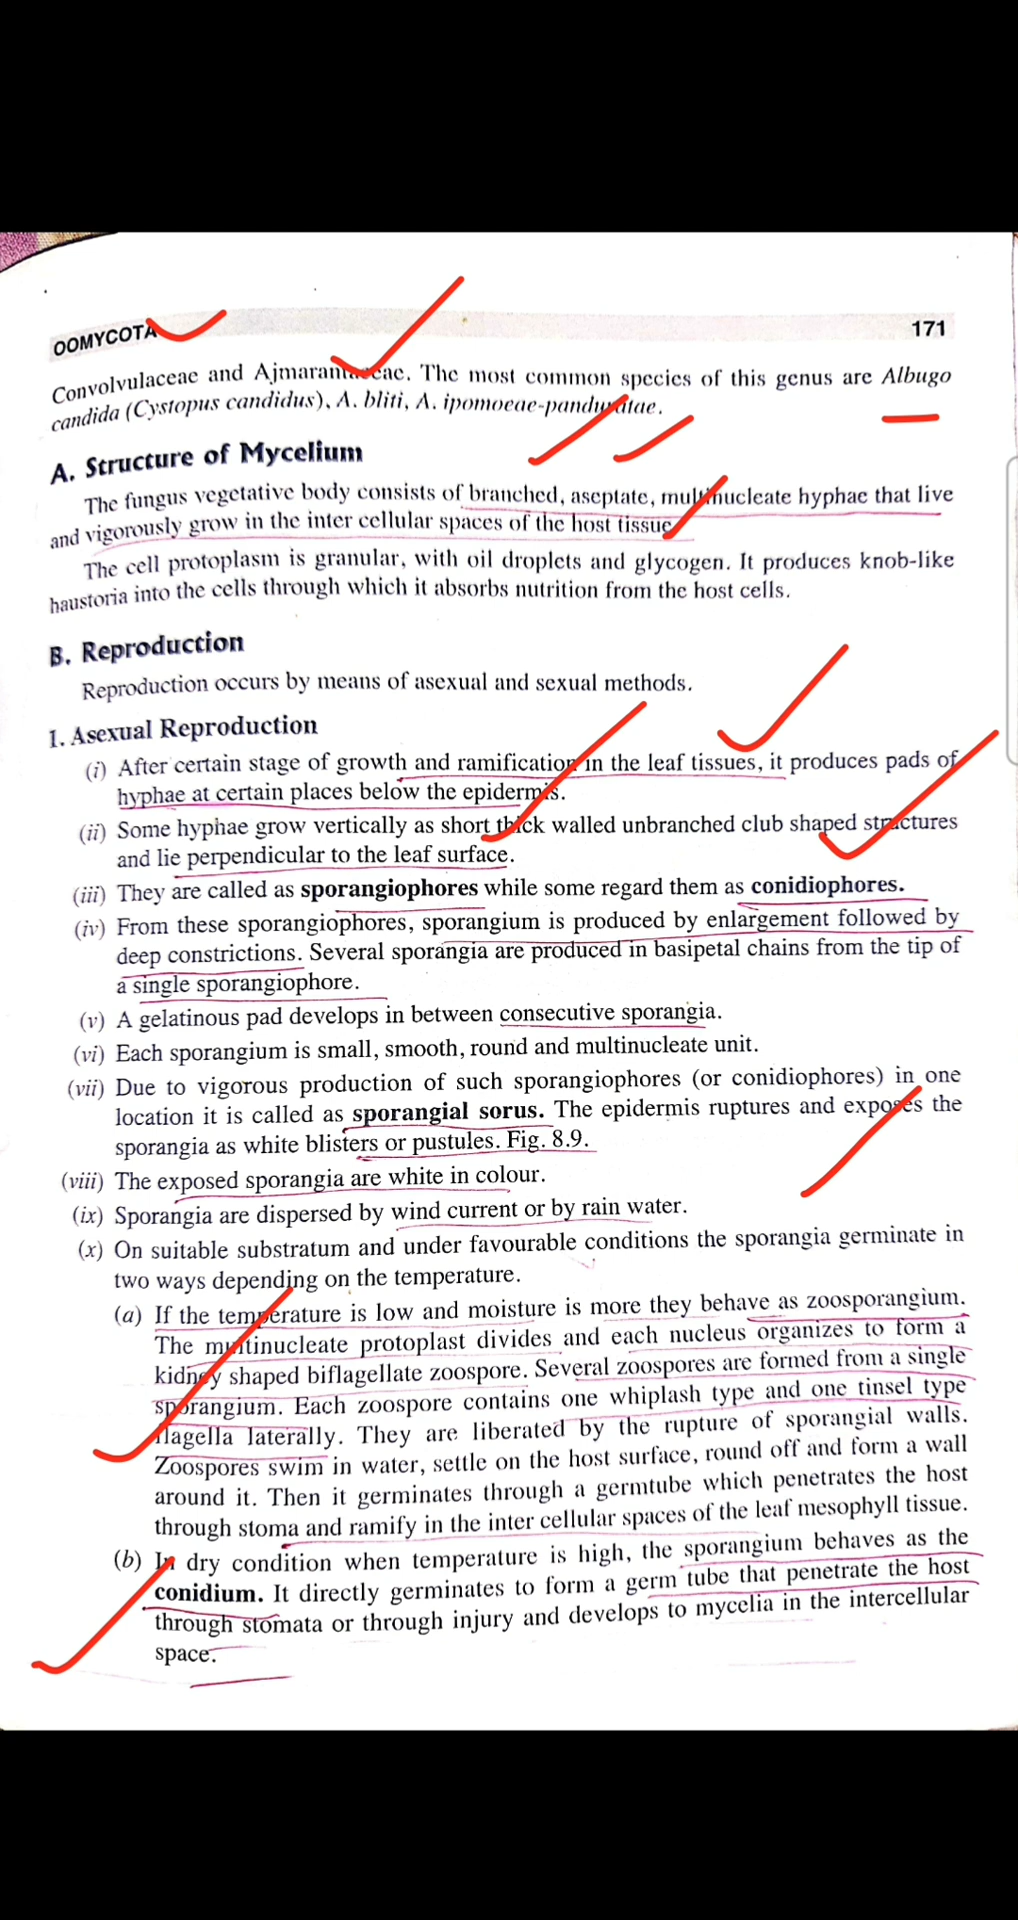 OOMYCOTA 171
Convolvulaceae and Ajmarantaceae. The most common species of this genus are Albugo
candida (Cystopus candidus), A. bliti, A. ipomoeae-panduratae.
A. Structure of Mycelium
The fungus vegetative body consists of branched, aseptate, multinucleate hyphae that live
and vigorously grow in the inter cellular spaces of the host tissue.
The cell protoplasm is granular, with oil droplets and glycogen. It produces knob-like
haustoria into the cells through which it absorbs nutrition from the host cells.
B. Reproduction
Reproduction occurs by means of asexual and sexual methods.
1. Asexual Reproduction
(i) After certain stage of growth and ramification in the leaf tissues, it produces pads of
hyphae at certain places below the epidermis.
(ii) Some hyphae grow vertically as short thick walled unbranched club shaped structures
and lie perpendicular to the leaf surface.
(iii) They are called as sporangiophores while some regard them as conidiophores.
(iv) From these sporangiophores, sporangium is produced by enlargement followed by
deep constrictions. Several sporangia are produced in basipetal chains from the tip of
a single sporangiophore.
(v) A gelatinous pad develops in between consecutive sporangia.
(vi) Each sporangium is small, smooth, round and multinucleate unit.
(vii) Due to vigorous production of such sporangiophores (or conidiophores) in one
location it is called as sporangial sorus. The epidermis ruptures and exposes the
sporangia as white blisters or pustules. Fig. 8.9.
(viii) The exposed sporangia are white in colour.
(ix) Sporangia are dispersed by wind current or by rain water.
(x) On suitable substratum and under favourable conditions the sporangia germinate in
two ways depending on the temperature.
(a) If the temperature is low and moisture is more they behave as zoosporangium.
The multinucleate protoplast divides and each nucleus organizes to form a
kidney shaped biflagellate zoospore. Several zoospores are formed from a single
sporangium. Each zoospore contains one whiplash type and one tinsel type
flagella laterally. They are liberated by the rupture of sporangial walls.
Zoospores swim in water, settle on the host surface, round off and form a wall
around it. Then it germinates through a germtube which penetrates the host
through stoma and ramify in the inter cellular spaces of the leaf mesophyll tissue.
(b) In dry condition when temperature is high, the sporangium behaves as the
conidium. It directly germinates to form a germ tube that penetrate the host
through stomata or through injury and develops to mycelia in the intercellular
space.